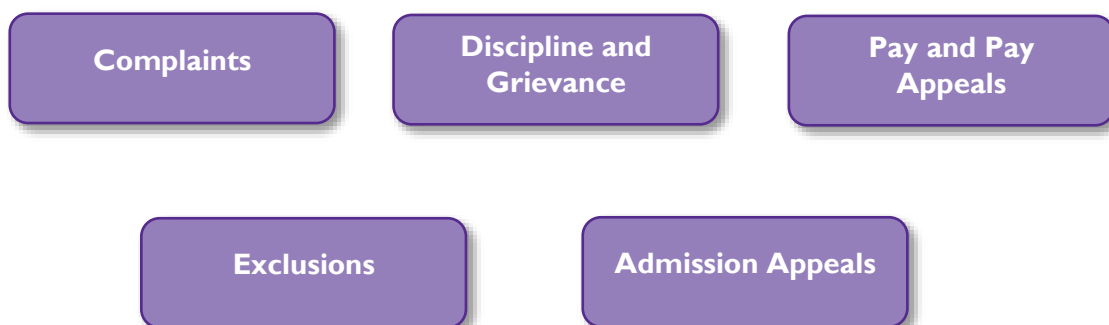 Complaints
Discipline and
Grievance
Pay and Pay
Appeals
Exclusions
Admission Appeals